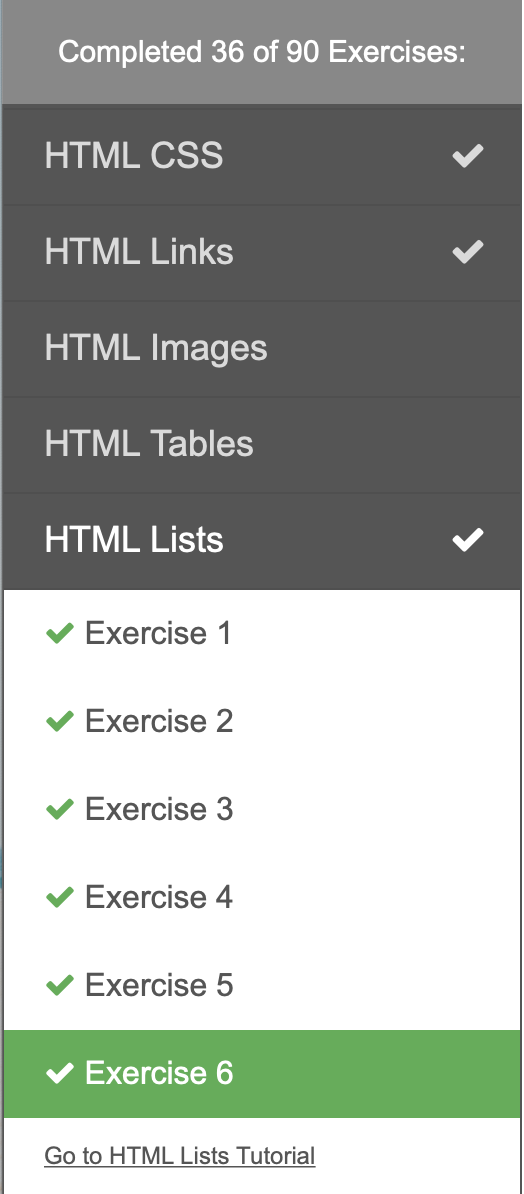 Completed 36 of 90 Exercises:
HTML CSS
HTML Links
HTML Images
HTML Tables
HTML Lists
Exercise 1
Exercise 2
Exercise 3
Exercise 4
Exercise 5
Exercise 6
Go to HTML Lists Tutorial